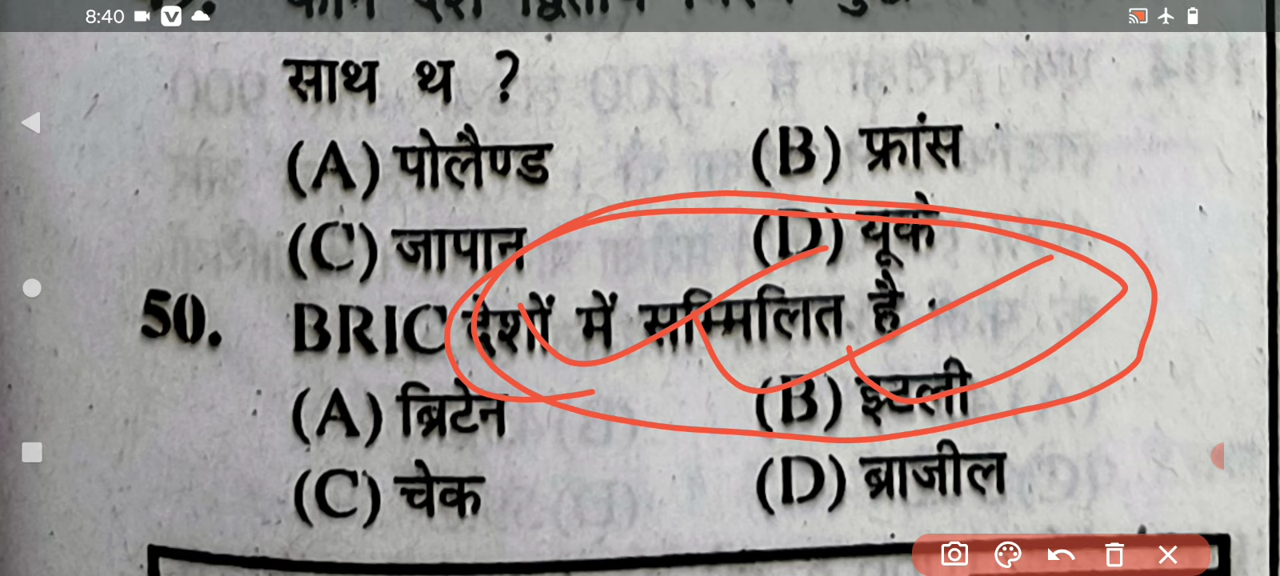 8:40
साथ थ ?
(A) पोलैण्ड (B) फ्रांस
(C) जापान (D) यूके
50. BRIC देशों में सम्मिलित है
(A) ब्रिटेन (B) इटली
(C) चेक (D) ब्राजील